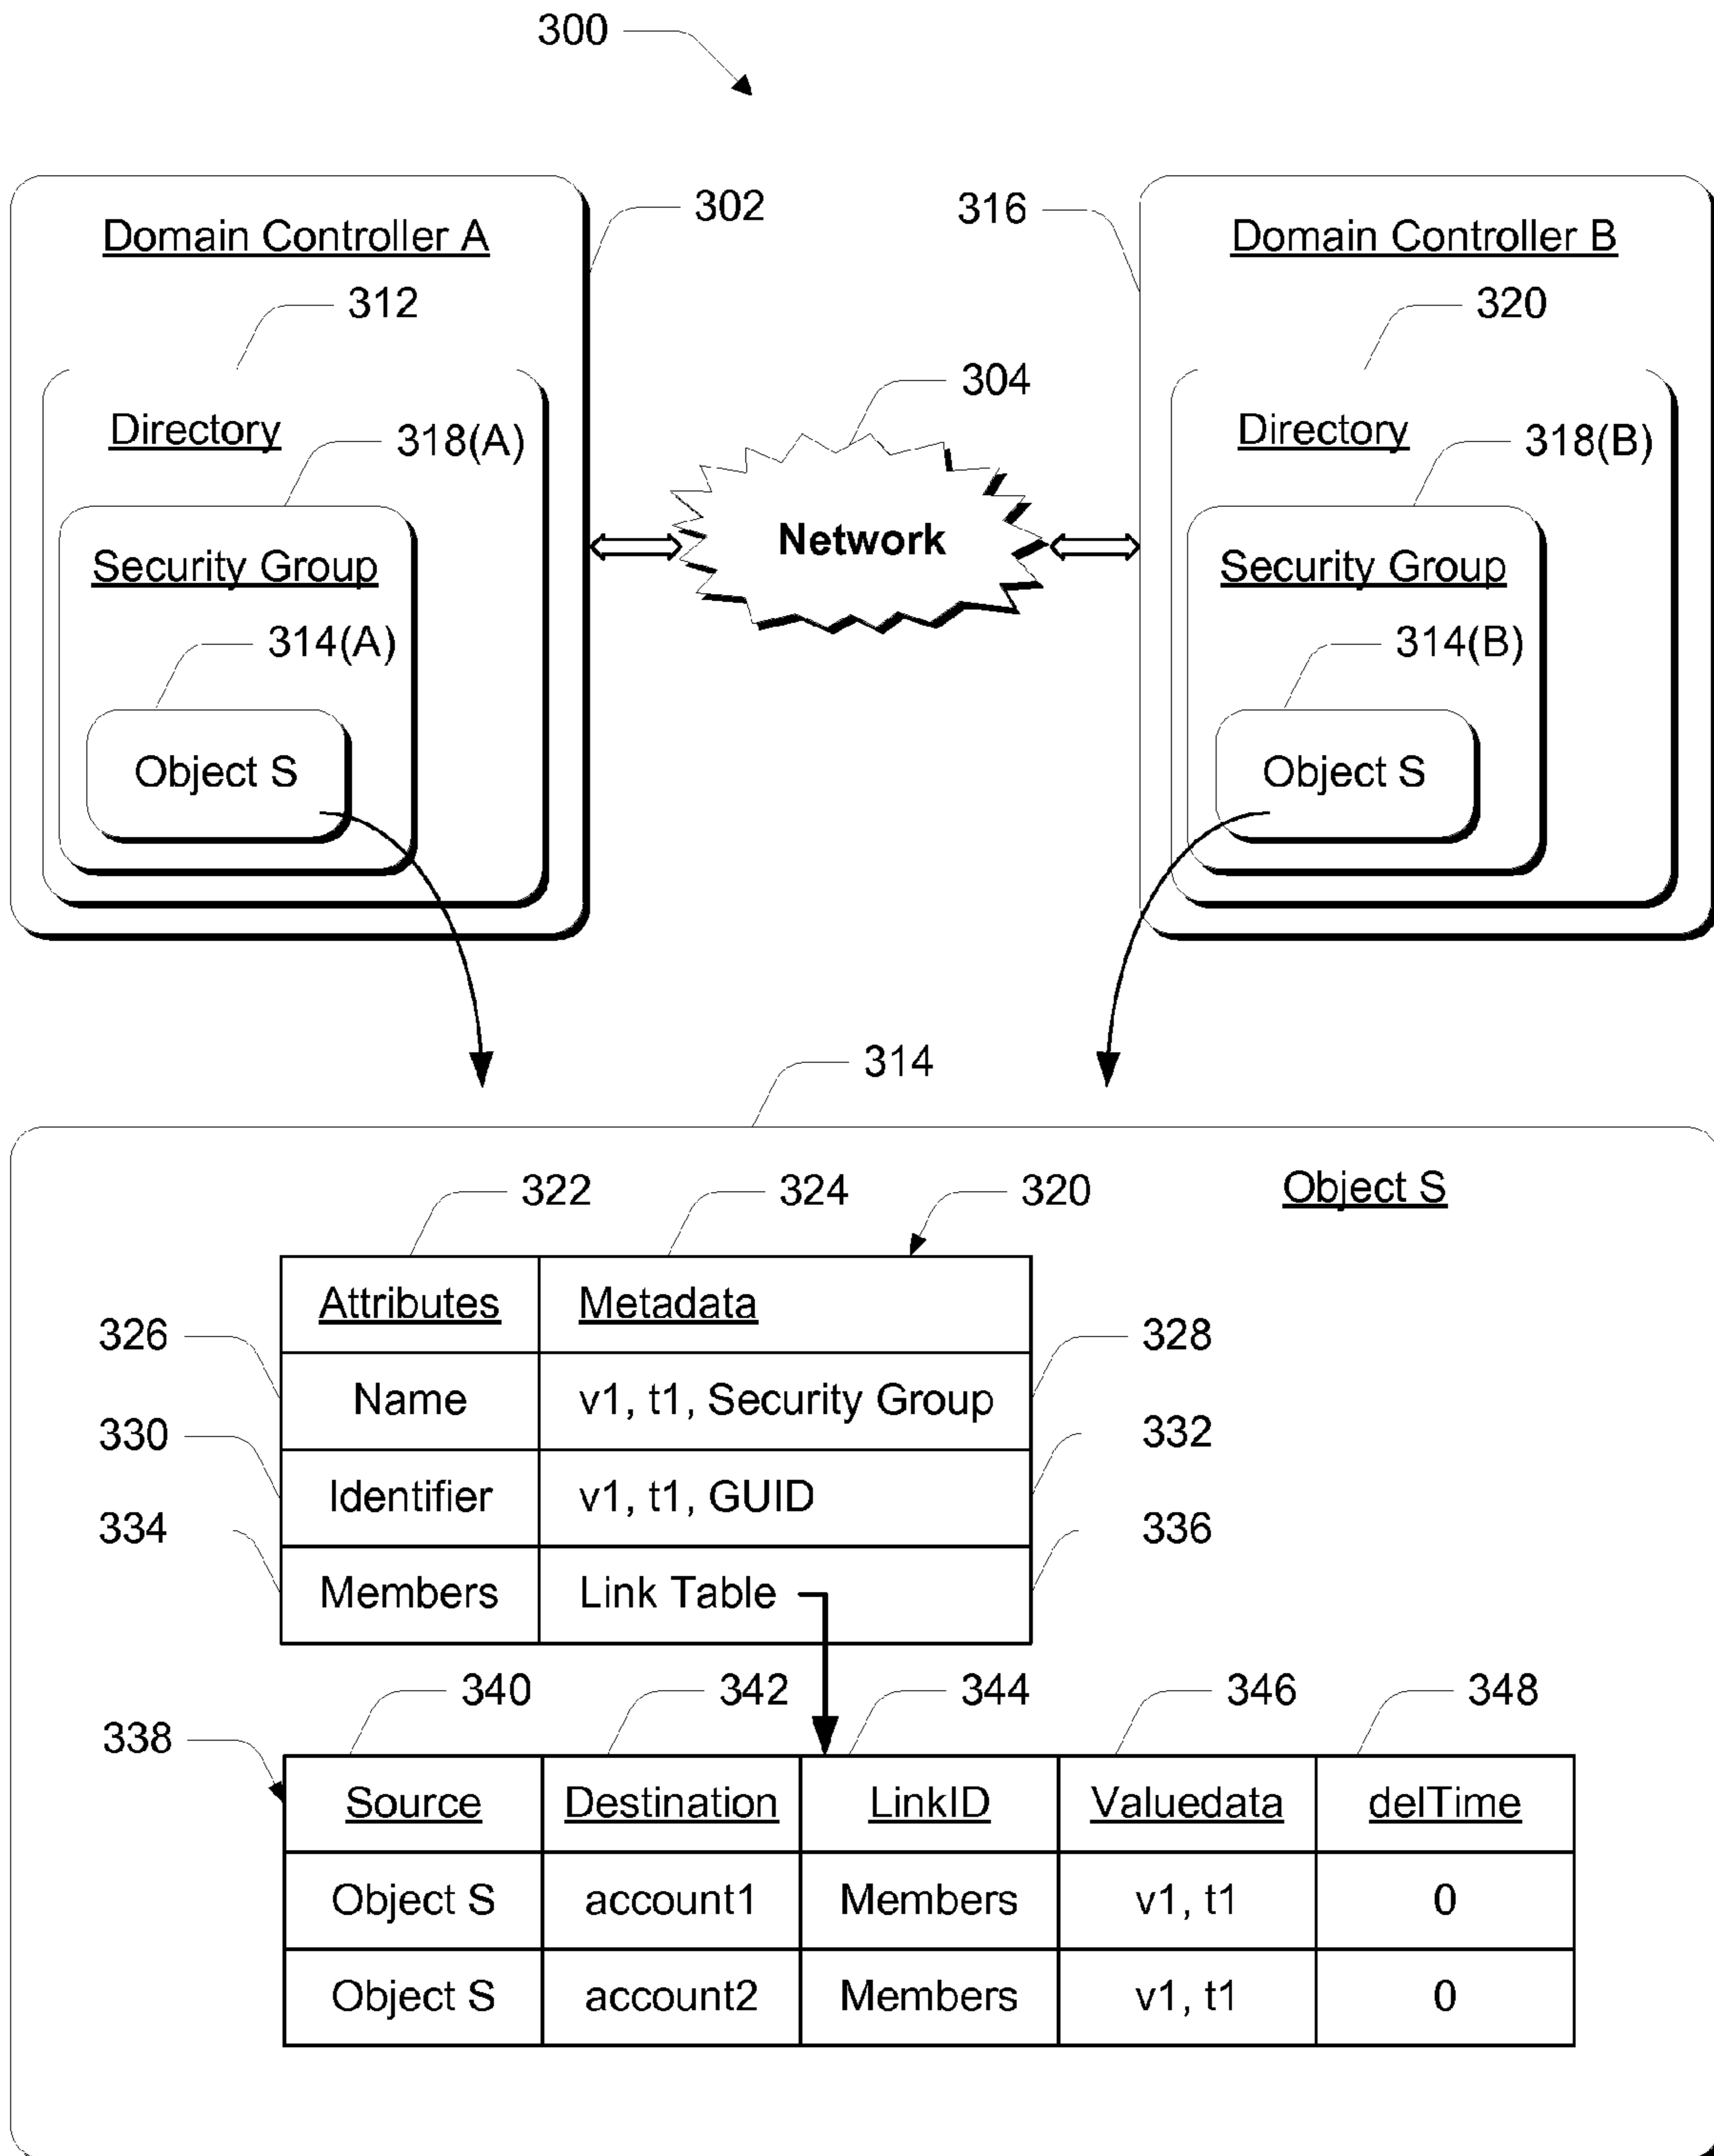 300
302
316
Domain Controller A
Domain Controller B
312
320
304
Directory
318(A)
Directory
318(B)
Network
Security Group
Security Group
314(A)
314(B)
Object S
Object S
314
322
324
320
Object S
Attributes
Metadata
326
328
Name
v1, t1, Security Group
330
332
Identifier
v1, t1, GUID
334
336
Members
Link Table
340
342
344
346
348
338
Source
Destination
LinkID
Valuedata
delTime
Object S
account1
Members
v1, t1
0
Object S
account2
Members
v1, t1
0